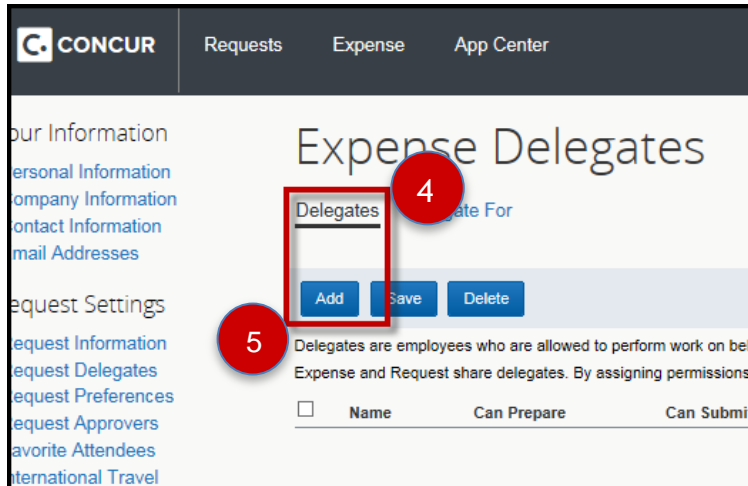 C. CONCUR Requests Expense App Center
our Information
ersonal Information
ompany Information
ontact Information
mail Addresses
equest Settings
equest Information
equest Delegates
equest Preferences
equest Approvers
avorite Attendees
nternational Travel
Expense Delegates
4
Delegates gate For
Add Save Delete
5
Delegates are employees who are allowed to perform work on bel
Expense and Request share delegates. By assigning permissions
Name Can Prepare Can Submi